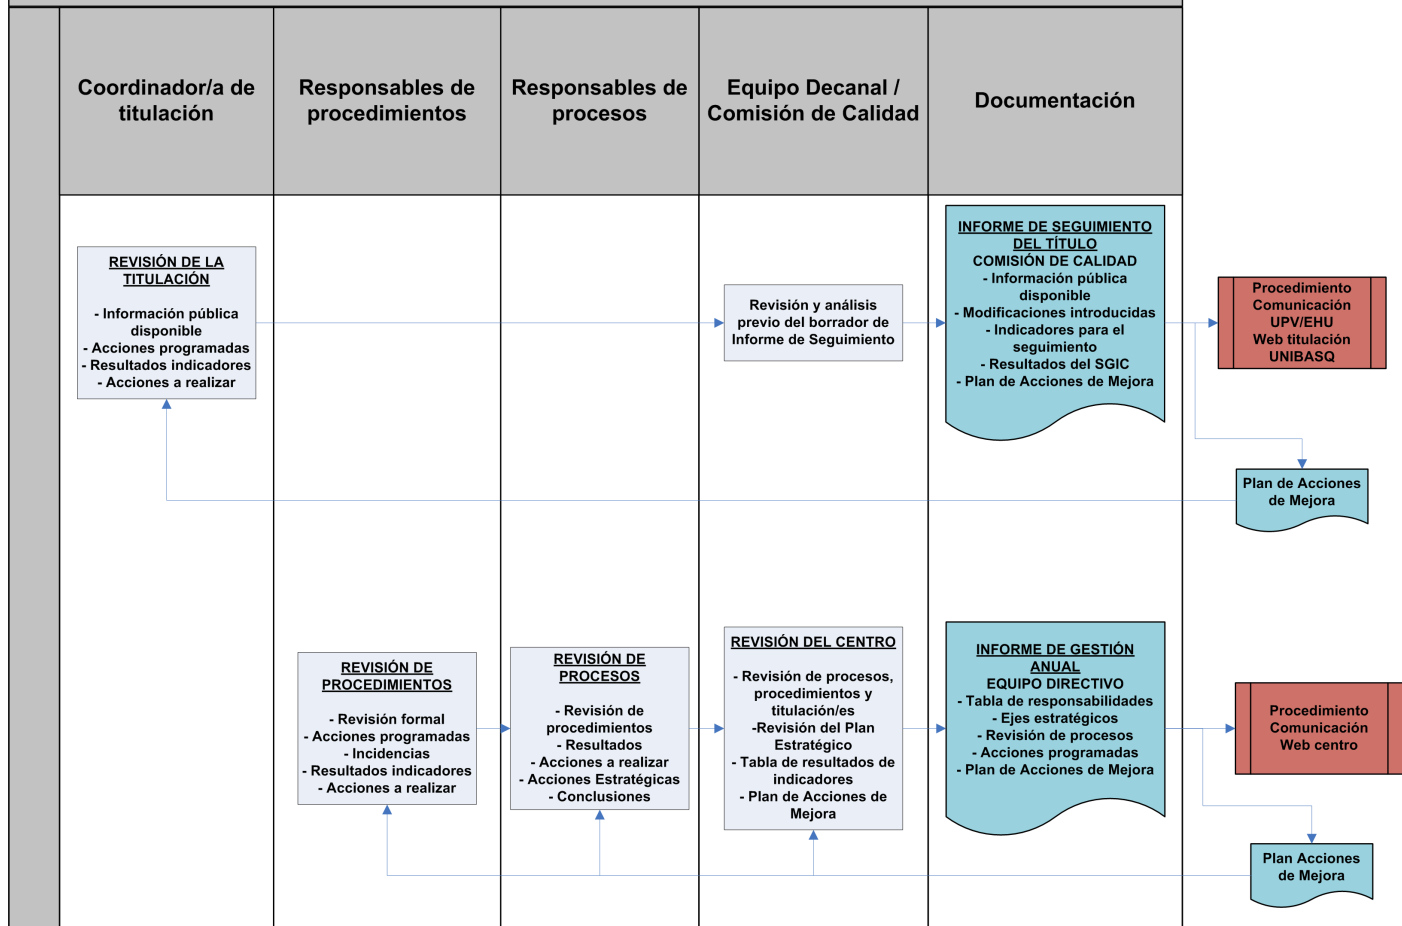 Coordinador/a de
titulación
Responsables de
procedimientos
Responsables de
procesos
Equipo Decanal /
Comisión de Calidad
Documentación
REVISIÓN DE LA
TITULACIÓN
- Información pública
disponible
- Acciones programadas
- Resultados indicadores
- Acciones a realizar
Revisión y análisis
previo del borrador de
Informe de Seguimiento
INFORME DE SEGUIMIENTO
DEL TÍTULO
COMISIÓN DE CALIDAD
- Información pública
disponible
- Modificaciones introducidas
- Indicadores para el
seguimiento
- Resultados del SGIC
- Plan de Acciones de Mejora
Procedimiento
Comunicación
UPV/EHU
Web titulación
UNIBASQ
Plan de Acciones
de Mejora
REVISIÓN DE
PROCEDIMIENTOS
- Revisión formal
- Acciones programadas
- Incidencias
- Resultados indicadores
- Acciones a realizar
REVISIÓN DE
PROCESOS
- Revisión de
procedimientos
- Resultados
- Acciones a realizar
- Acciones Estratégicas
- Conclusiones
REVISIÓN DEL CENTRO
- Revisión de procesos,
procedimientos y
titulación/es
-Revisión del Plan
Estratégico
- Tabla de resultados de
indicadores
- Plan de Acciones de
Mejora
INFORME DE GESTIÓN
ANUAL
EQUIPO DIRECTIVO
- Tabla de responsabilidades
- Ejes estratégicos
- Revisión de procesos
- Acciones programadas
- Plan de Acciones de Mejora
Procedimiento
Comunicación
Web centro
Plan Acciones
de Mejora